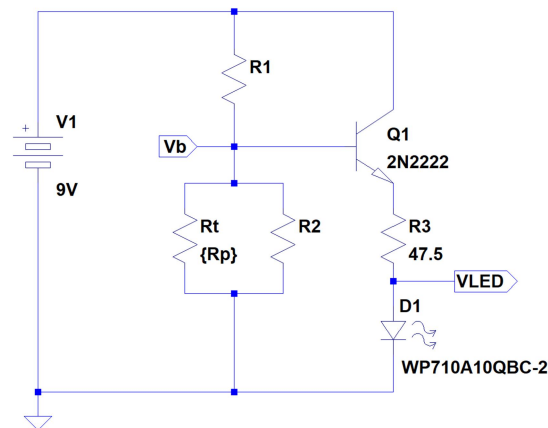 R1
+
V1
Vb
Q1
2N2222
9V
Rt
{Rp}
R2
R3
47.5
VLED
D1
WP710A10QBC-2